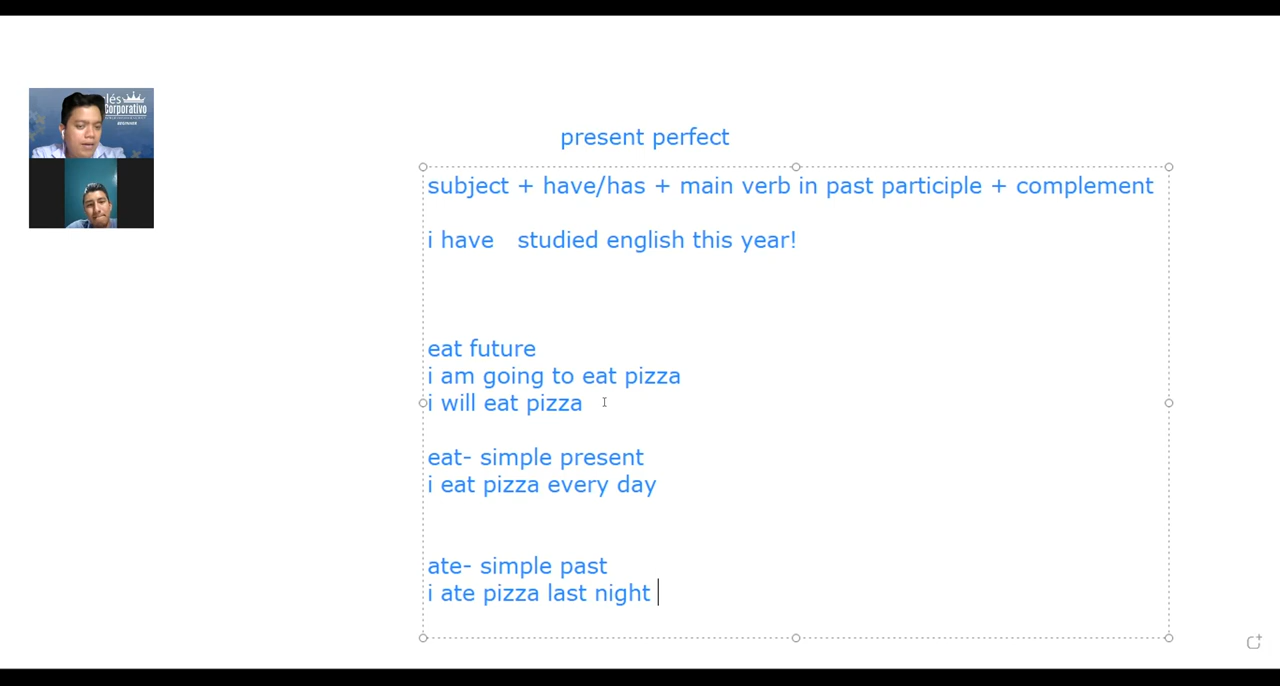 lés
Corporativo
present perfect
subject + have/has + main verb in past participle + complement
i have   studied english this year!
eat future
i am going to eat pizza
i will eat pizza
eat- simple present
i eat pizza every day
ate- simple past
i ate pizza last night